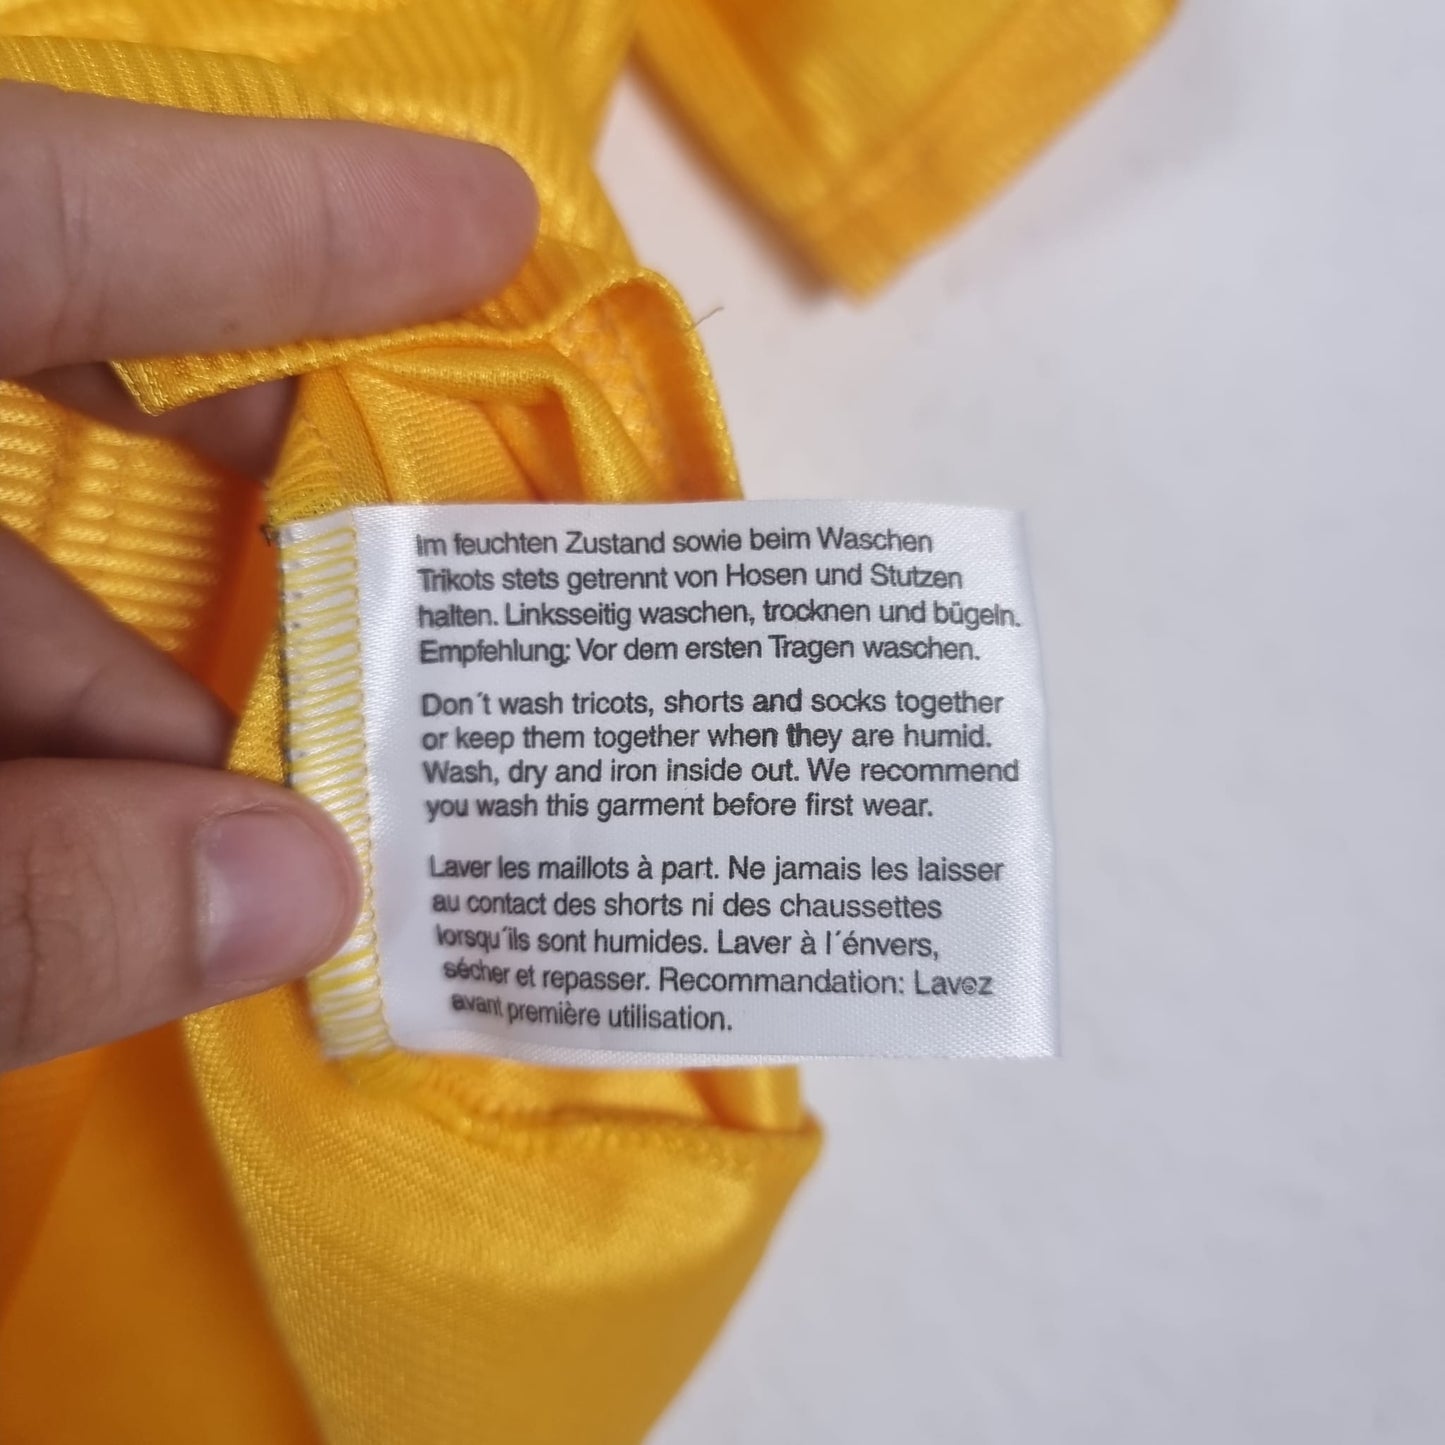 Im feuchten Zustand sowie beim Waschen
Trikots stets getrennt von Hosen und Stutzen
halten. Linksseitig waschen, trocknen und bügeln.
Empfehlung: Vor dem ersten Tragen waschen.
Don´t wash tricots, shorts and socks together
or keep them together when they are humid.
Wash, dry and iron inside out. We recommend
you wash this garment before first wear.
Laver les maillots à part. Ne jamais les laisser
au contact des shorts ni des chaussettes
lorsqu´ils sont humides. Laver à l´énvers,
sécher et repasser. Recommandation: Lavez
avant première utilisation.